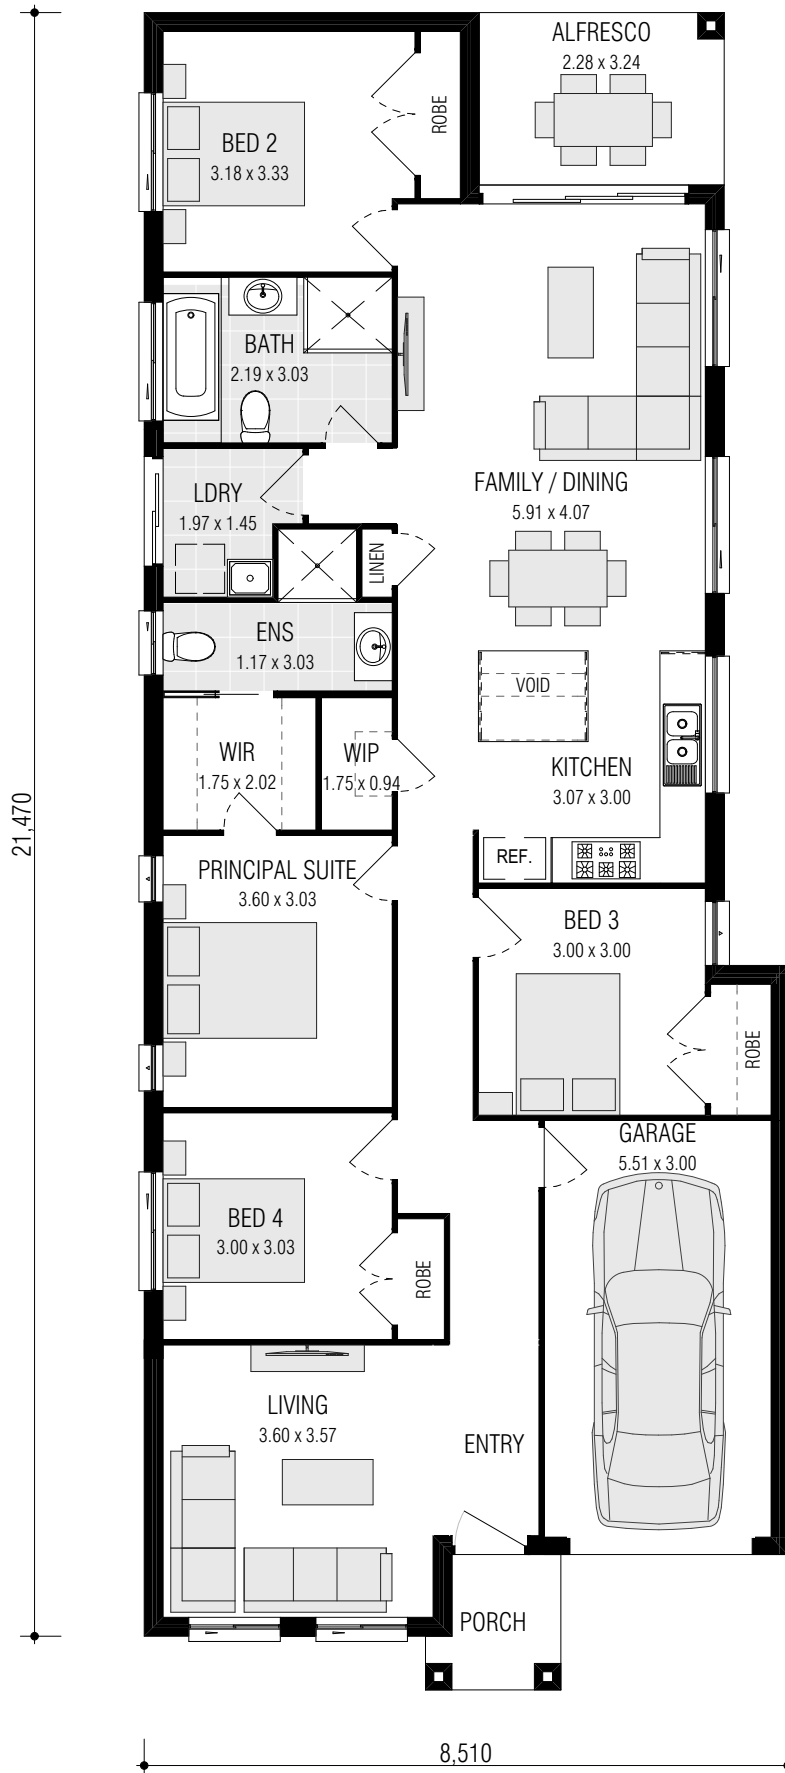 ALFRESCO
2.28 x 3.24
ROBE
BED 2
3.18 x 3.33
BATH
2.19 x 3.03
FAMILY / DINING
5.91 x 4.07
LDRY
1.97 x 1.45
LINEN
ENS
1.17 x 3.03
VOID
WIR
1.75 x 2.02
WIP
1.75 x 0.94
KITCHEN
3.07 x 3.00
21,470
REF.
PRINCIPAL SUITE
3.60 x 3.03
BED 3
3.00 x 3.00
ROBE
GARAGE
5.51 x 3.00
BED 4
3.00 x 3.03
ROBE
LIVING
3.60 x 3.57
ENTRY
PORCH
8,510